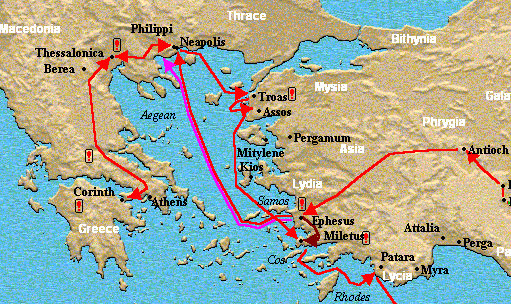 Macedonia
Thrace
Philippi
Neapolis
Bithynia
Thessalonica
Berea
Mysia
Troas
Assos
Aegean
Phrygia
Pergamum
Asia
Antioch
Mitylene
Kios
Lydia
Corinth
Athens
Samos
Ephesus
Greece
Miletus
Attalia
Perga
Cos
Patara
Myra
Lycia
Rhodes